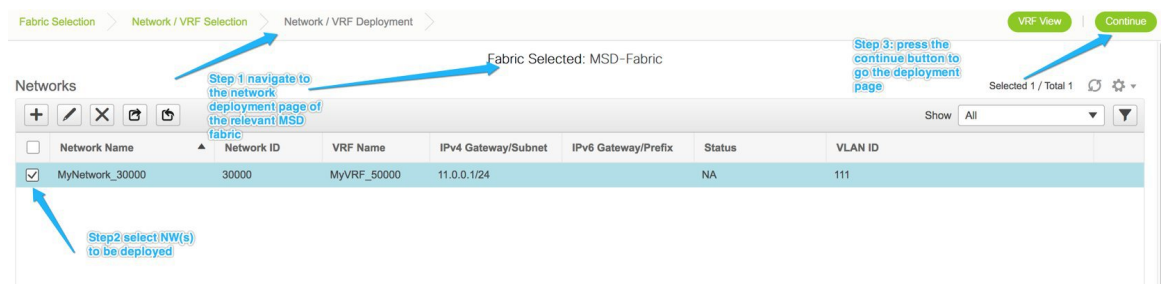 Fabric Selection Network / VRF Selection Network / VRF Deployment VRF View Continue
Fabric Selected: MSD-Fabric
Step 3: press the
continue button to
go the deployment
page
Step 1 navigate to
the network
deployment page of
the relevant MSD
fabric
Networks
Selected 1 / Total 1
Show All
Network Name Network ID VRF Name IPv4 Gateway/Subnet IPv6 Gateway/Prefix Status VLAN ID
MyNetwork_30000 30000 MyVRF_50000 11.0.0.1/24 NA 111
Step2 select NW(s)
to be deployed